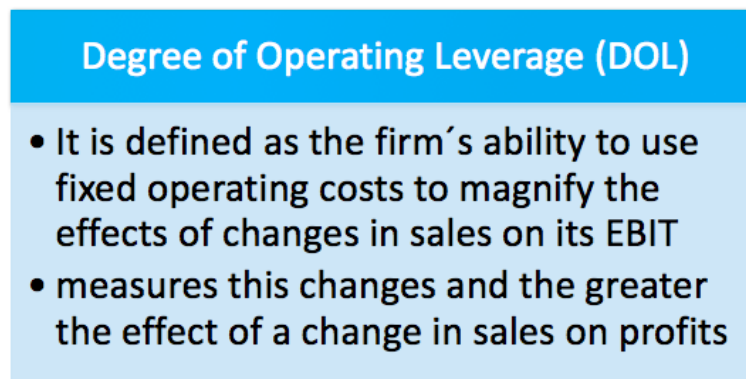 Degree of Operating Leverage (DOL)
• It is defined as the firm´s ability to use
fixed operating costs to magnify the
effects of changes in sales on its EBIT
• measures this changes and the greater
the effect of a change in sales on profits